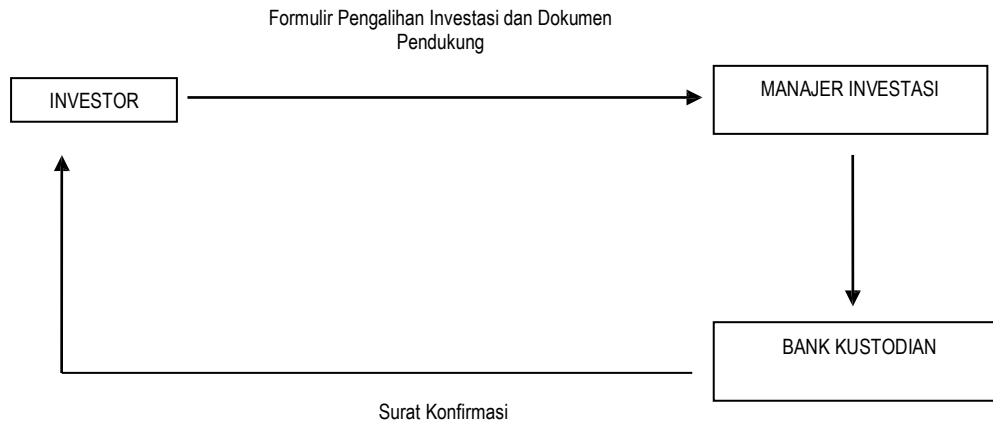 Formulir Pengalihan Investasi dan Dokumen
Pendukung
INVESTOR
MANAJER INVESTASI
BANK KUSTODIAN
Surat Konfirmasi